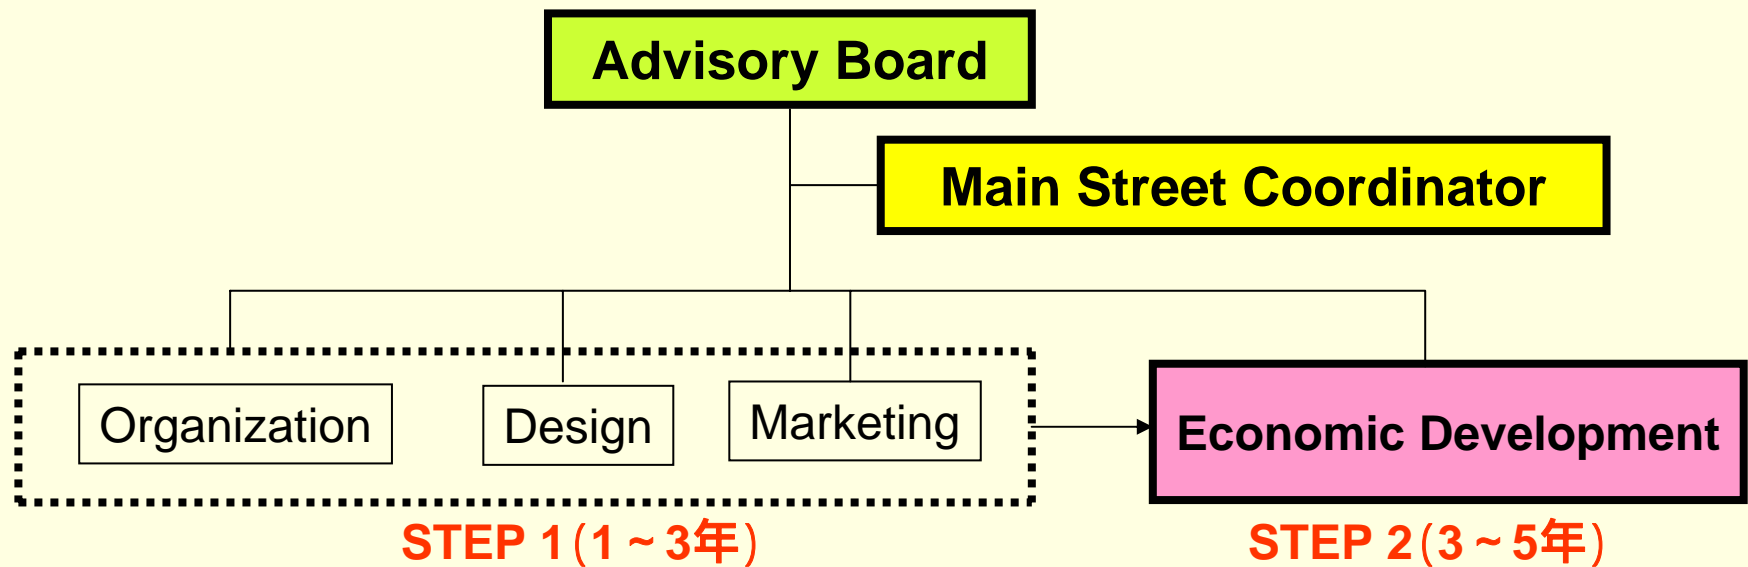 Advisory Board
Main Street Coordinator
Organization
Design
Marketing
Economic Development
STEP 1(1~3年)
STEP 2(3~5年)